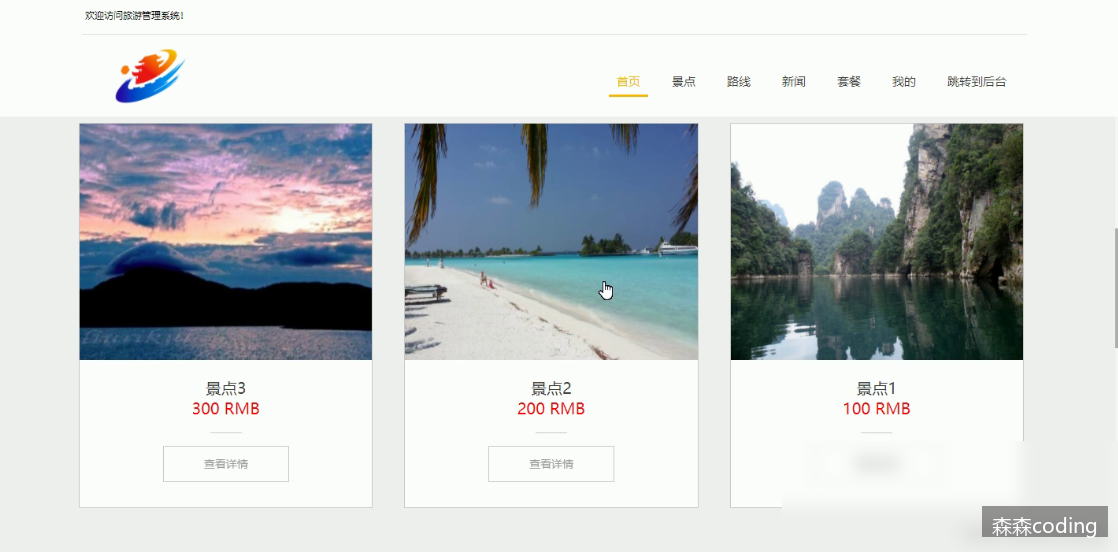 欢迎访问旅游管理系统!
首页 景点 路线 新闻 套餐 我的 跳转到后台
景点3
300 RMB
查看详情
景点2
200 RMB
查看详情
景点1
100 RMB
森森coding